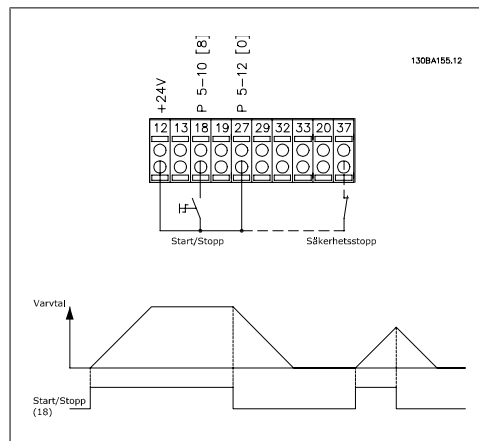 130BA155.12
+24V
P 5-10 [8]
P 5-12 [0]
12 13 18 19 27 29 32 33 20 37
Start/Stopp
Säkerhetsstopp
Varvtal
Start/Stopp
(18)